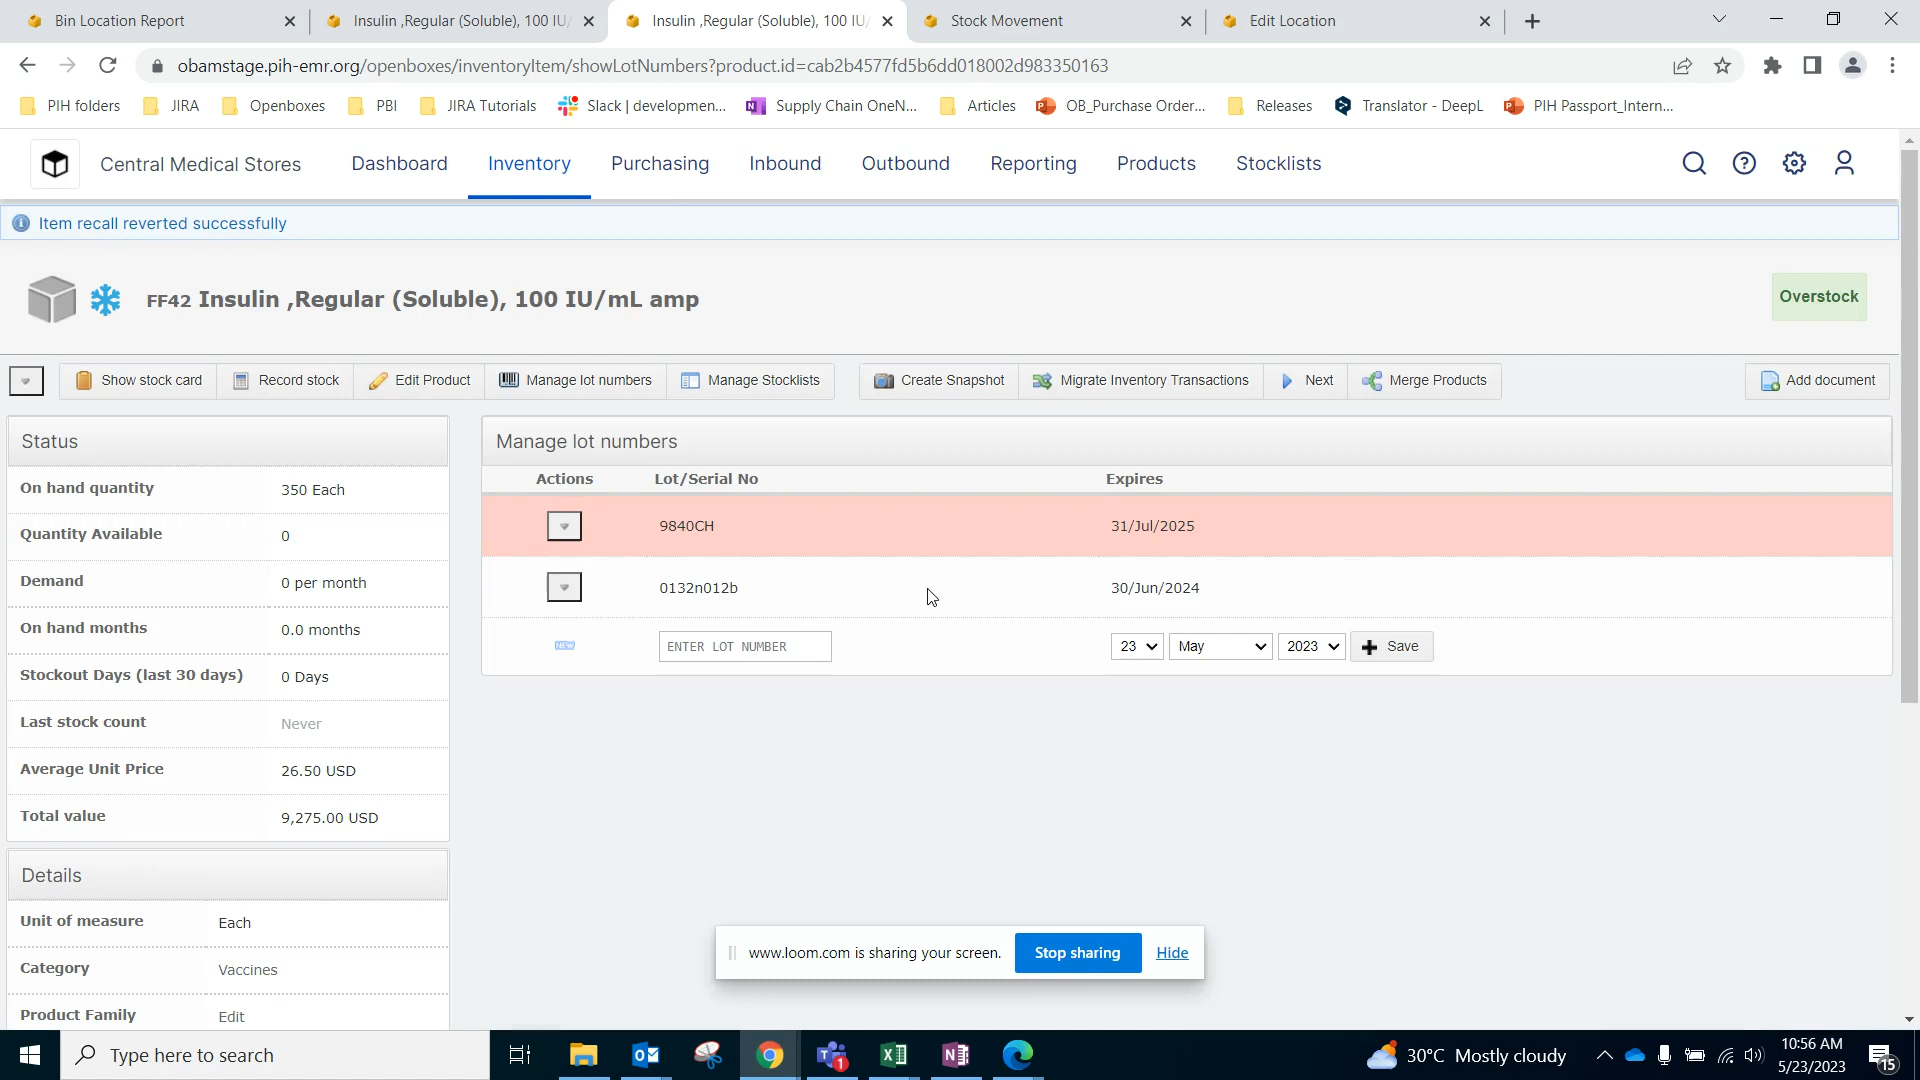 Bin Location Report
Insulin ,Regular (Soluble), 100 IU/
Insulin ,Regular (Soluble), 100 IU/
Stock Movement
Edit Location
obamstage.pih-emr.org/openboxes/inventoryItem/showLotNumbers?product.id=cab2b4577fd5b6dd018002d983350163
PIH folders
JIRA
Openboxes
PBI
JIRA Tutorials
Slack | developmen...
Supply Chain OneN...
Articles
OB_Purchase Order...
Releases
Translator - DeepL
PIH Passport_Intern...
Central Medical Stores
Dashboard
Inventory
Purchasing
Inbound
Outbound
Reporting
Products
Stocklists
Item recall reverted successfully
FF42 Insulin ,Regular (Soluble), 100 IU/mL amp
Overstock
Show stock card
Record stock
Edit Product
Manage lot numbers
Manage Stocklists
Create Snapshot
Migrate Inventory Transactions
Next
Merge Products
Add document
Status
On hand quantity 350 Each
Quantity Available 0
Demand 0 per month
On hand months 0.0 months
Stockout Days (last 30 days) 0 Days
Last stock count Never
Average Unit Price 26.50 USD
Total value 9,275.00 USD
Details
Unit of measure Each
Category Vaccines
Product Family Edit
Manage lot numbers
Actions Lot/Serial No Expires
9840CH 31/Jul/2025
0132n012b 30/Jun/2024
NEW ENTER LOT NUMBER 23 May 2023 Save
www.loom.com is sharing your screen. Stop sharing Hide
Type here to search
1
30°C Mostly cloudy
10:56 AM
5/23/2023
15